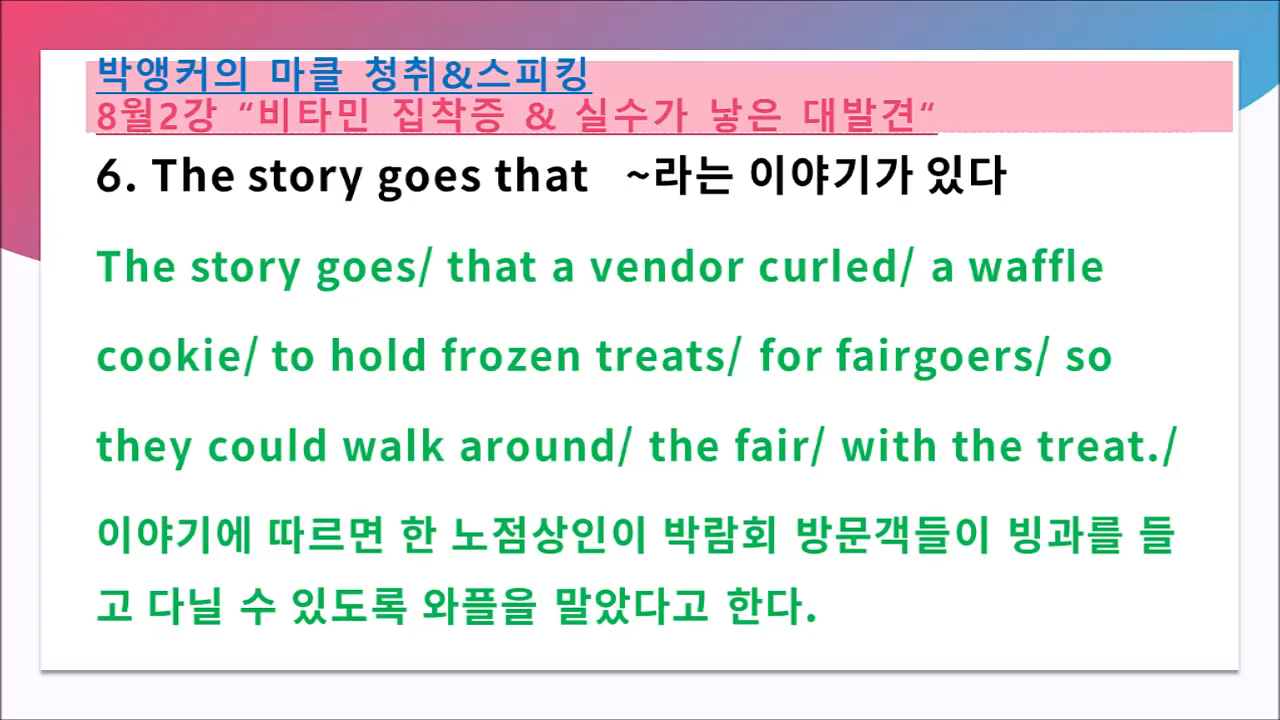 박앵커의 마클 청취&스피킹
8월2강 “비타민 집착증 & 실수가 낳은 대발견“
6. The story goes that ~라는 이야기가 있다
The story goes/ that a vendor curled/ a waffle
cookie/ to hold frozen treats/ for fairgoers/ so
they could walk around/ the fair/ with the treat./
이야기에 따르면 한 노점상인이 박람회 방문객들이 빙과를 들
고 다닐 수 있도록 와플을 말았다고 한다.